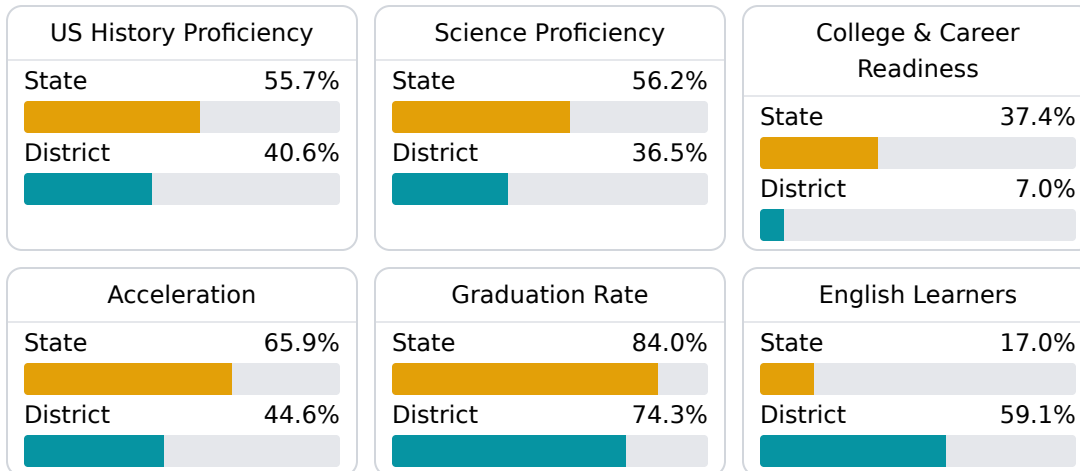 US History Proficiency
State 55.7%
District 40.6%
Science Proficiency
State 56.2%
District 36.5%
College & Career
Readiness
State 37.4%
District 7.0%
Acceleration
State 65.9%
District 44.6%
Graduation Rate
State 84.0%
District 74.3%
English Learners
State 17.0%
District 59.1%